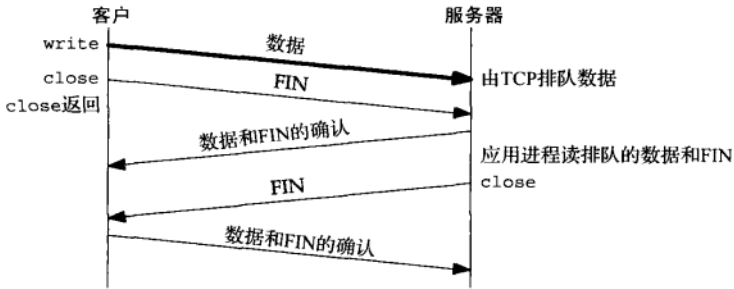 客户
服务器
write
数据
close
FIN
由TCP排队数据
close返回
数据和FIN的确认
应用进程读排队的数据和FIN
close
FIN
数据和FIN的确认